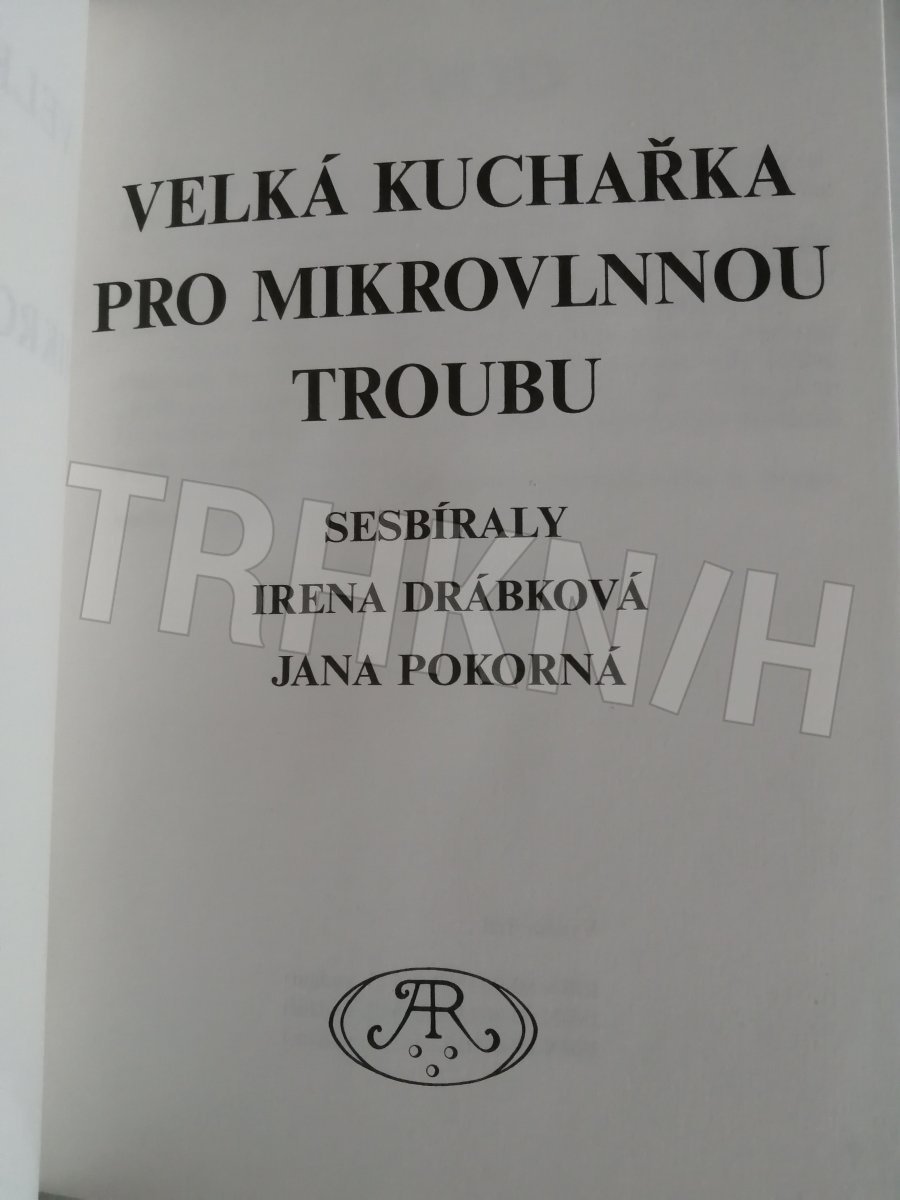 VELKÁ KUCHAŘKA
PRO MIKROVLNNOU
TROUBU
SESBÍRALY
IRENA DRÁBKOVÁ
JANA POKORNÁ
TRHKNIH
AR